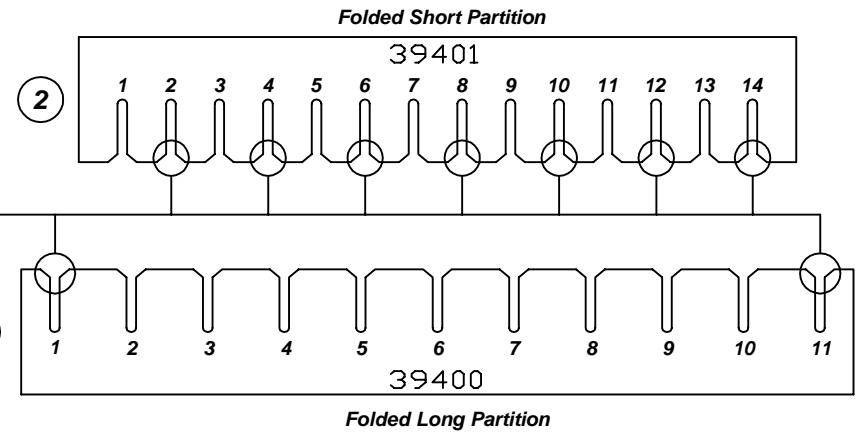 Folded Short Partition
39401
2
1 2 3 4 5 6 7 8 9 10 11 12 13 14
1 2 3 4 5 6 7 8 9 10 11
39400
Folded Long Partition